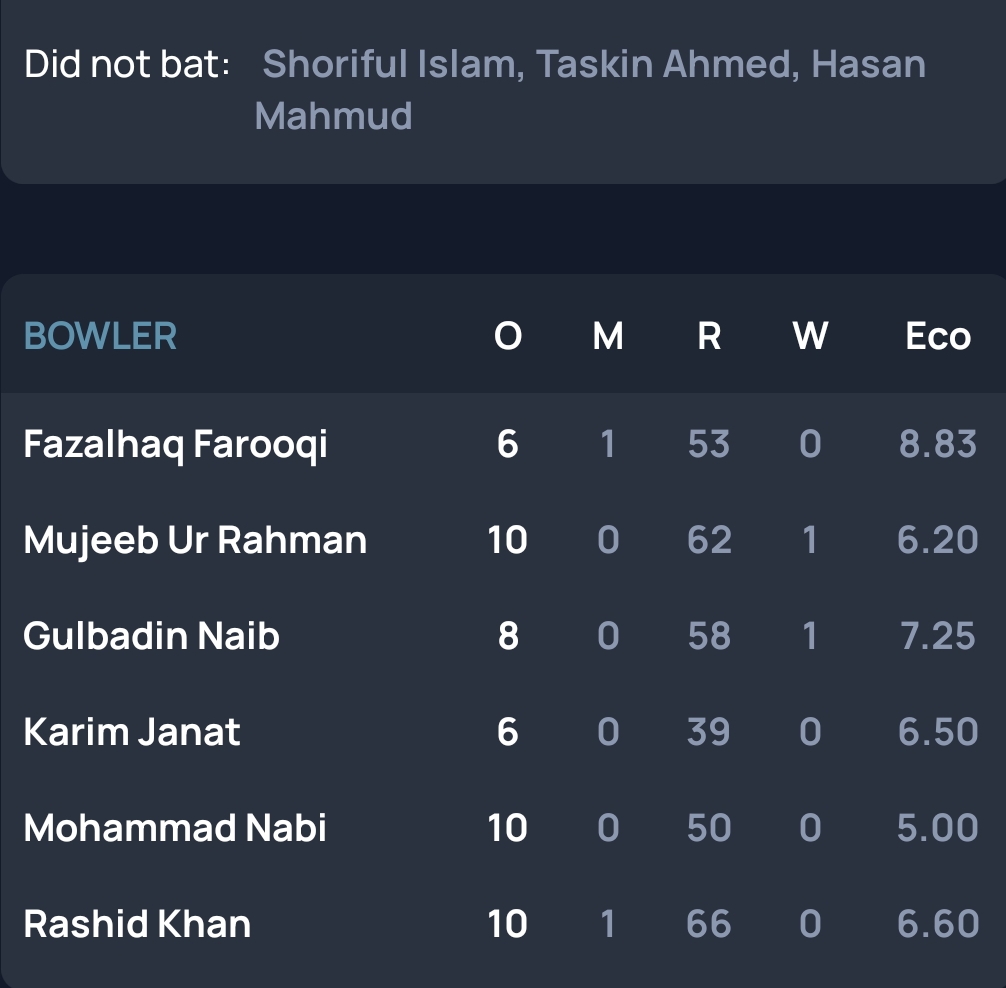 Did not bat: Shoriful Islam, Taskin Ahmed, Hasan
Mahmud
BOWLER O M R W Eco
Fazalhaq Farooqi 6 1 53 0 8.83
Mujeeb Ur Rahman 10 0 62 1 6.20
Gulbadin Naib 8 0 58 1 7.25
Karim Janat 6 0 39 0 6.50
Mohammad Nabi 10 0 50 0 5.00
Rashid Khan 10 1 66 0 6.60